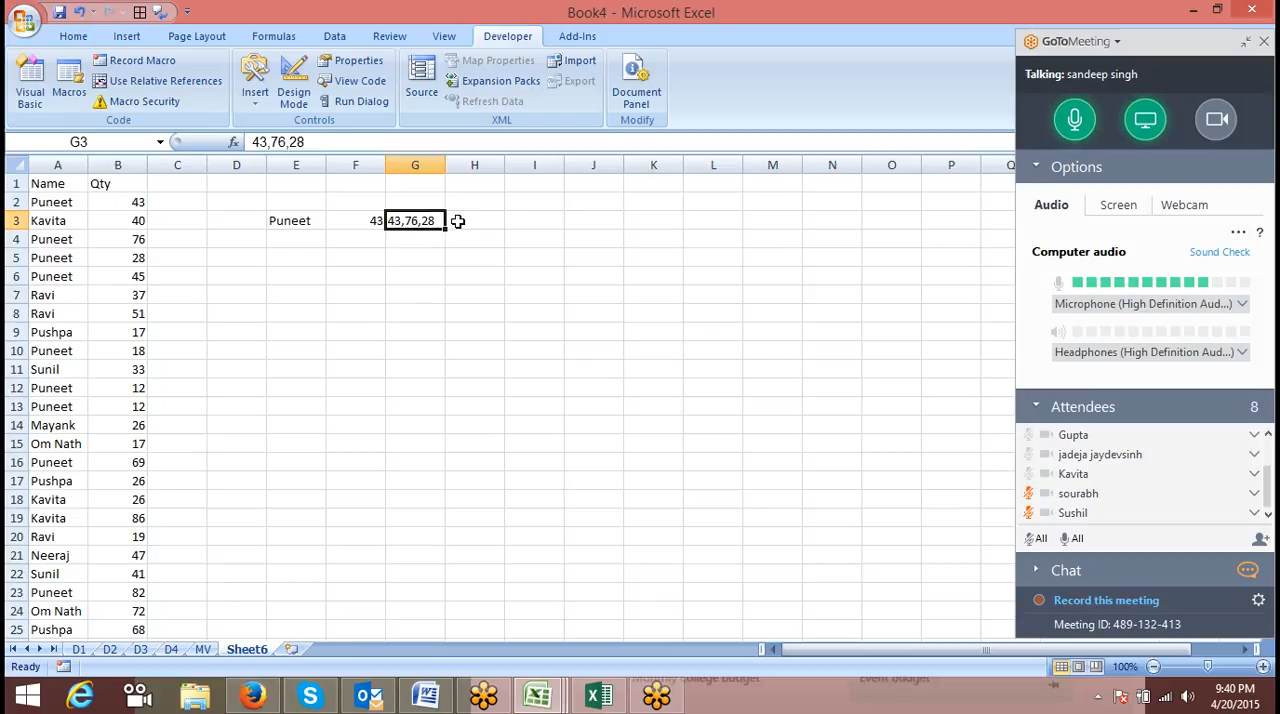 Book4 - Microsoft Excel
Home Insert Page Layout Formulas Data Review View Developer Add-Ins
Visual Basic
Macros
Record Macro
Use Relative References
Macro Security
Code
Insert
Design Mode
Properties
View Code
Run Dialog
Controls
Source
Map Properties
Expansion Packs
Refresh Data
Import
Export
XML
Document Panel
Modify
G3 fx 43,76,28
A B C D E F G H I J K L M N O P Q
1 Name Qty
2 Puneet 43
3 Kavita 40 Puneet 43 43,76,28
4 Puneet 76
5 Puneet 28
6 Puneet 45
7 Ravi 37
8 Ravi 51
9 Pushpa 17
10 Puneet 18
11 Sunil 33
12 Puneet 12
13 Puneet 12
14 Mayank 26
15 Om Nath 17
16 Puneet 69
17 Pushpa 26
18 Kavita 26
19 Kavita 86
20 Ravi 19
21 Neeraj 47
22 Sunil 41
23 Puneet 82
24 Om Nath 72
25 Pushpa 68
D1 D2 D3 D4 MV Sheet6
Ready 100%
GoToMeeting
Talking: sandeep singh
Options
Audio Screen Webcam
... ?
Computer audio Sound Check
Microphone (High Definition Aud...)
Headphones (High Definition Aud...)
Attendees 8
Gupta
jadeja jaydevsinh
Kavita
sourabh
Sushil
All All
Chat
Record this meeting
Meeting ID: 489-132-413
Monthly college budget Event budget
9:40 PM
4/20/2015